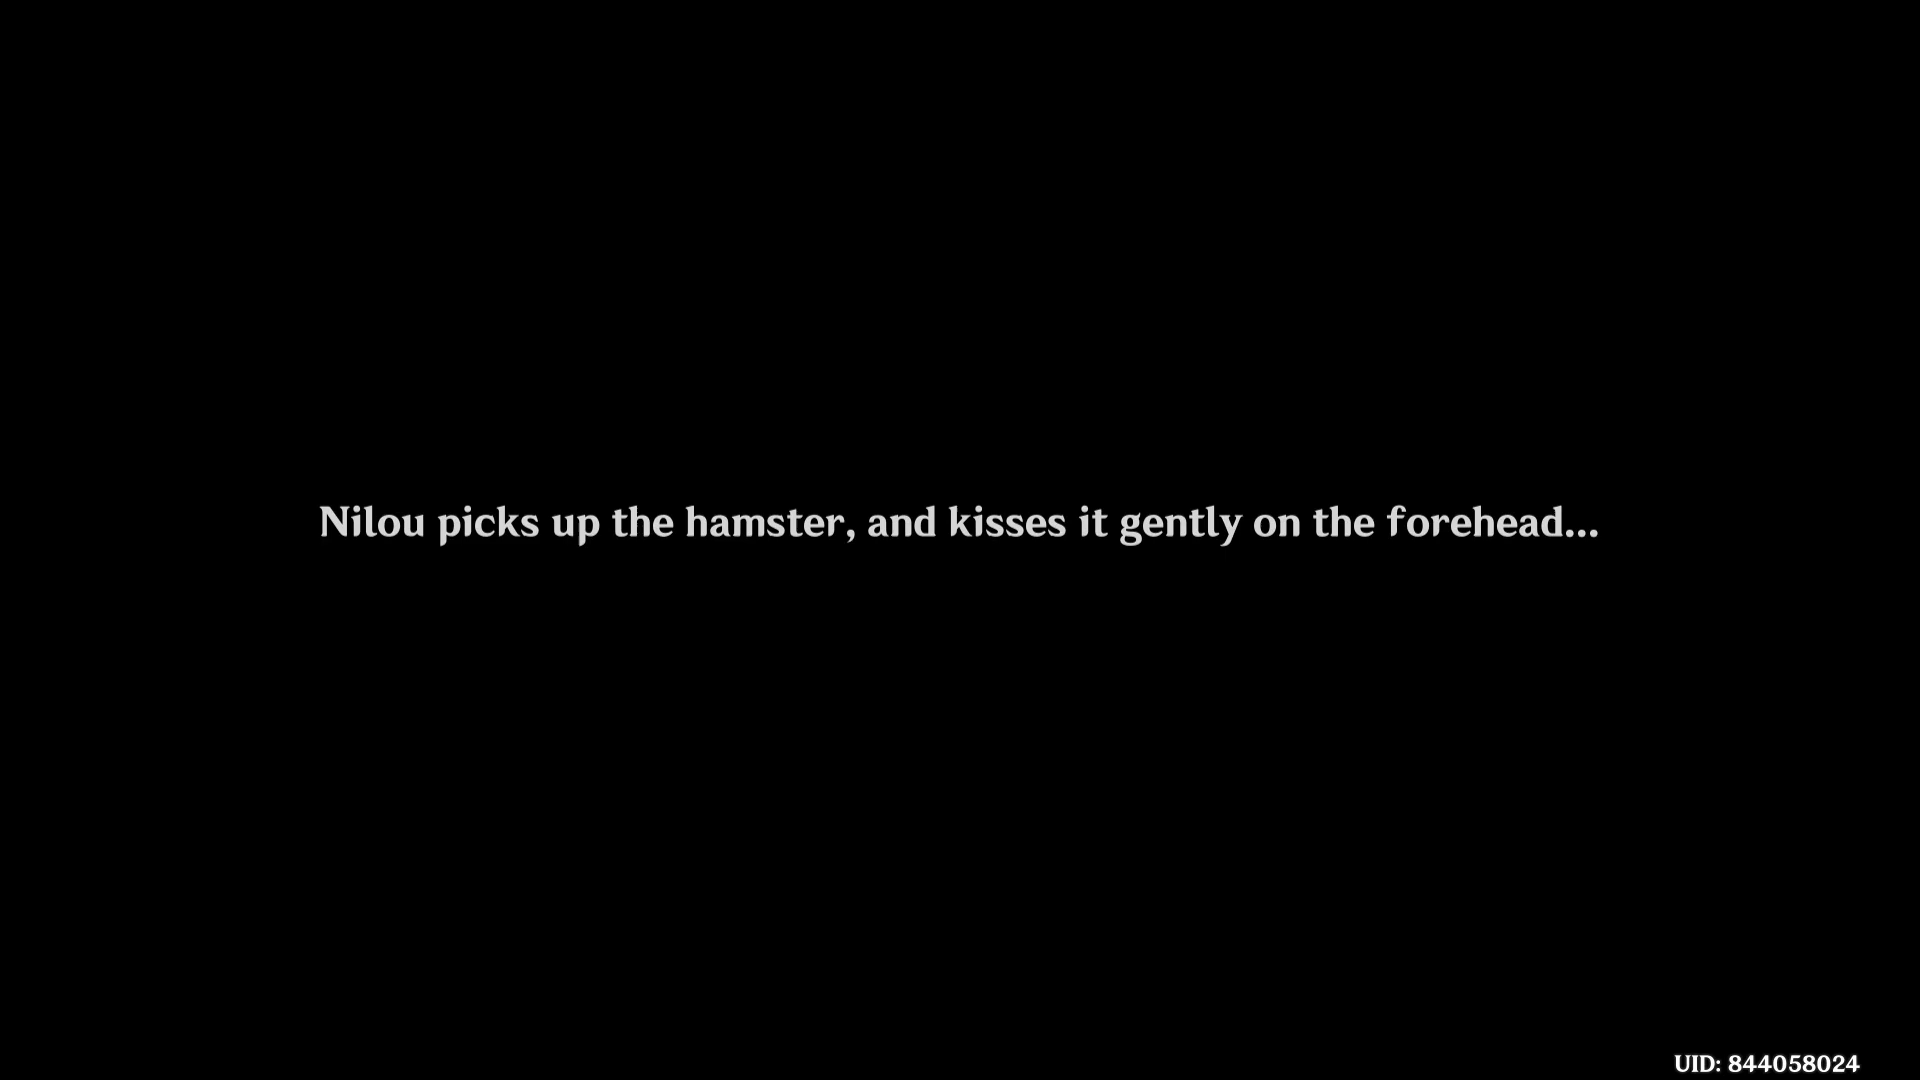 Nilou picks up the hamster, and kisses it gently on the forehead...
UID: 844058024